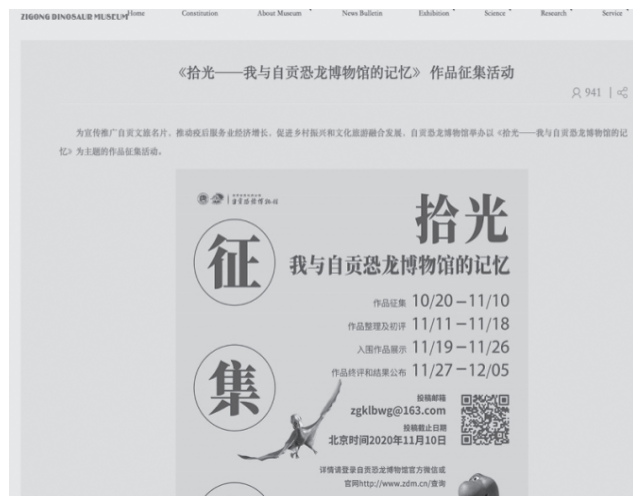 ZIGONG DINOSAUR MUSEUM Home Constitution About Museum News Bulletin Exhibition Science Research Service
《拾光——我与自贡恐龙博物馆的记忆》 作品征集活动
941
为宣传推广自贡文旅名片，推动疫后服务业经济增长，促进乡村振兴和文化旅游融合发展，自贡恐龙博物馆举办以《拾光——我与自贡恐龙博物馆的记
忆》为主题的作品征集活动。
自贡恐龙博物馆
拾光
征
我与自贡恐龙博物馆的记忆
作品征集 10/20－11/10
作品整理及初评 11/11－11/18
入围作品展示 11/19－11/26
作品终评和结果公布 11/27－12/05
集
投稿邮箱
zgklbwg@163.com
投稿截止日期
北京时间2020年11月10日
详情请登录自贡恐龙博物馆官方微信或
官网http://www.zdm.cn/查询